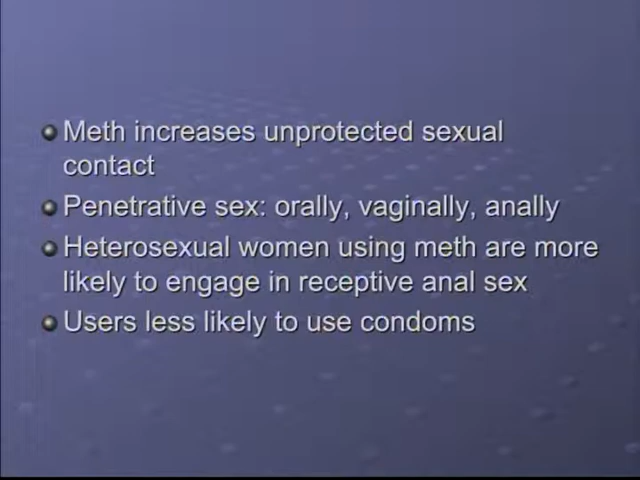 Meth increases unprotected sexual
contact
Penetrative sex: orally, vaginally, anally
Heterosexual women using meth are more
likely to engage in receptive anal sex
Users less likely to use condoms